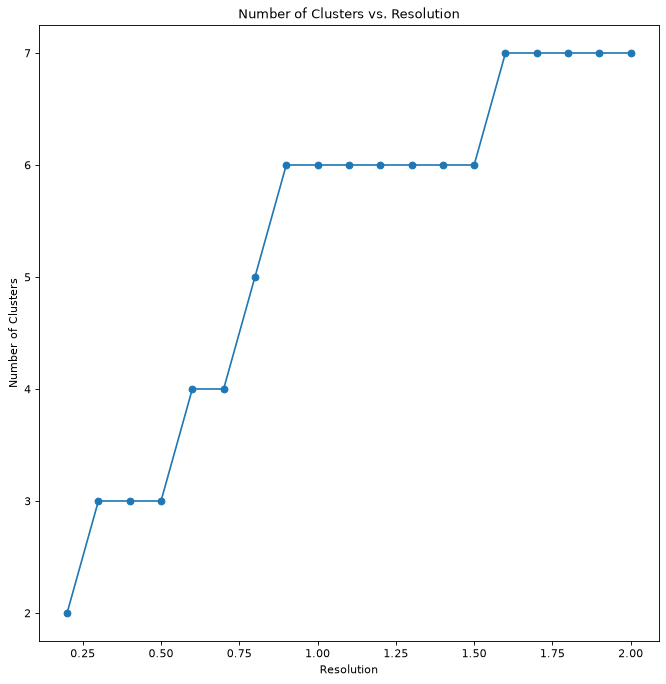 Number of Clusters vs. Resolution
7
6
5
4
3
2
Number of Clusters
0.25 0.50 0.75 1.00 1.25 1.50 1.75 2.00
Resolution